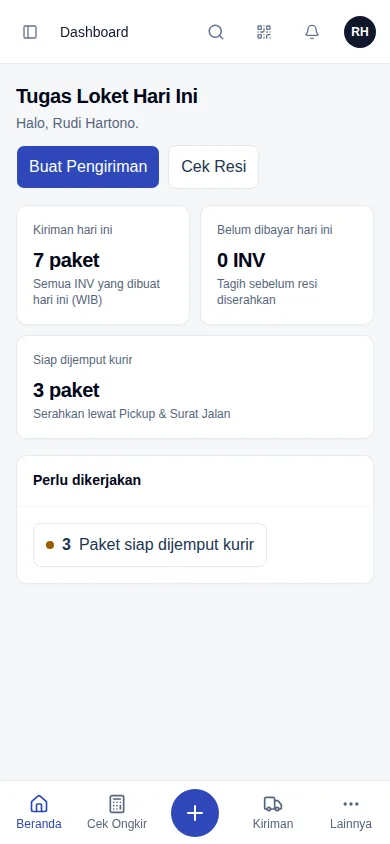 Dashboard
RH
Tugas Loket Hari Ini
Halo, Rudi Hartono.
Buat Pengiriman
Cek Resi
Kiriman hari ini
7 paket
Semua INV yang dibuat
hari ini (WIB)
Belum dibayar hari ini
0 INV
Tagih sebelum resi
diserahkan
Siap dijemput kurir
3 paket
Serahkan lewat Pickup & Surat Jalan
Perlu dikerjakan
3 Paket siap dijemput kurir
Beranda
Cek Ongkir
Kiriman
Lainnya